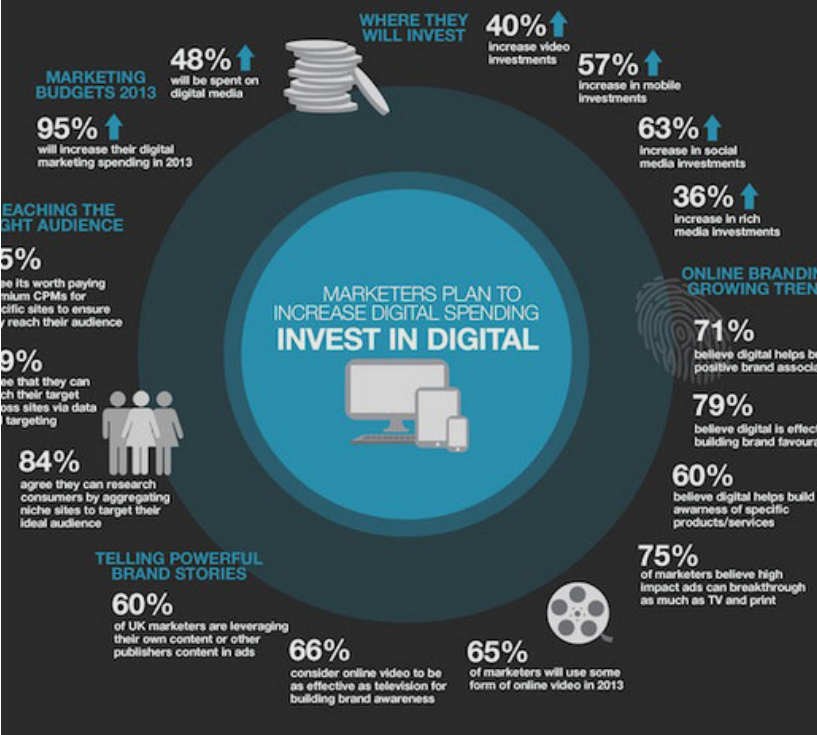 MARKETING
BUDGETS 2013
48%
will be spent on
digital media
95%
will increase their digital
marketing spending in 2013
WHERE THEY
WILL INVEST
40%
increase video
investments
57%
increase in mobile
investments
63%
increase in social
media investments
36%
increase in rich
media investments
EACHING THE
GHT AUDIENCE
5%
ee its worth paying
mium CPMs for
cific sites to ensure
y reach their audience
9%
ee that they can
ch their target
oss sites via data
targeting
84%
agree they can research
consumers by aggregating
niche sites to target their
ideal audience
MARKETERS PLAN TO
INCREASE DIGITAL SPENDING
INVEST IN DIGITAL
ONLINE BRANDIN
GROWING TREN
71%
believe digital helps b
positive brand associa
79%
believe digital is effect
building brand favoura
60%
believe digital helps build
awarness of specific
products/services
75%
of marketers believe high
impact ads can breakthrough
as much as TV and print
TELLING POWERFUL
BRAND STORIES
60%
of UK marketers are leveraging
their own content or other
publishers content in ads
66%
consider online video to be
as effective as television for
building brand awareness
65%
of marketers will use some
form of online video in 2013